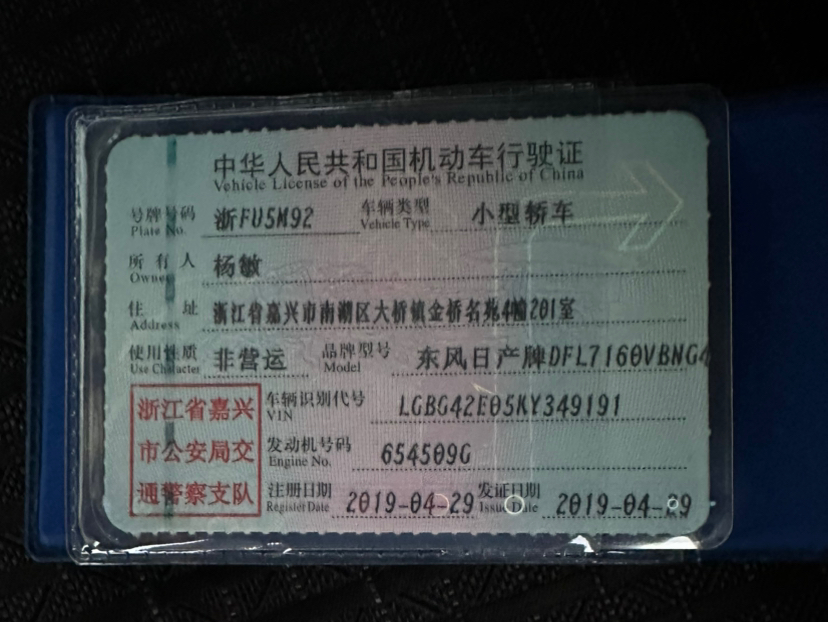 中华人民共和国机动车行驶证
Vehicle License of the People's Republic of China
号牌号码 浙FU5M92 车辆类型 小型轿车
Plate No. Vehicle Type
所有人 杨敏
Owner
住址 浙江省嘉兴市南湖区大桥镇金桥名苑4幢201室
Address
使用性质 非营运 品牌型号 东风日产牌DFL7160VBNG4
Use Character Model
浙江省嘉兴 车辆识别代号 LGBG42E05KY349191
VIN
市公安局交 发动机号码 654509G
Engine No.
通警察支队 注册日期 2019-04-29 发证日期 2019-04-29
Register Date Issue Date